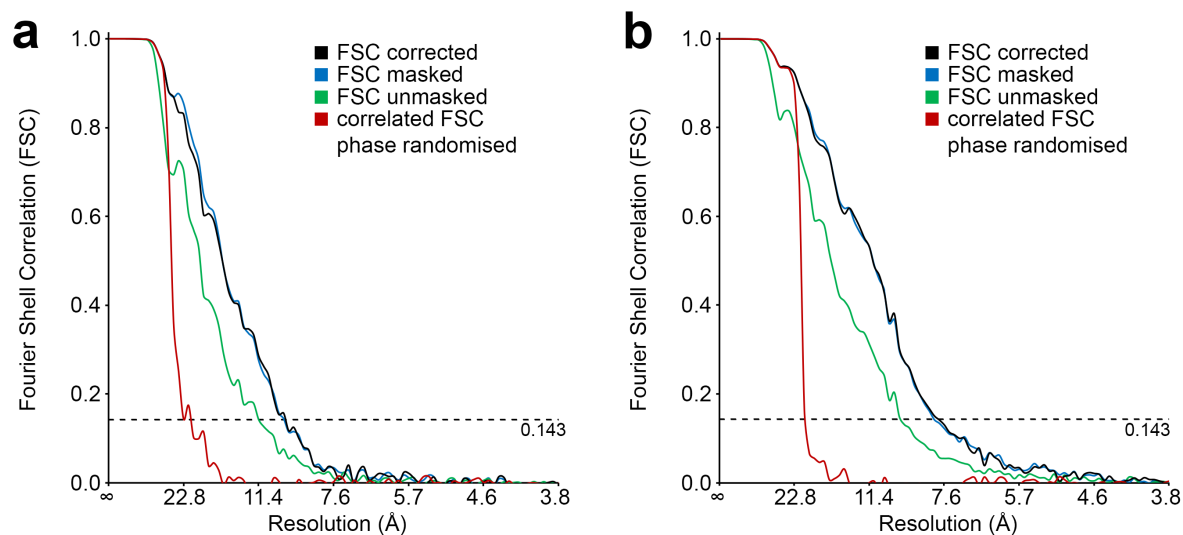 a
FSC corrected
FSC masked
FSC unmasked
correlated FSC
phase randomised
Fourier Shell Correlation (FSC)
1.0
0.8
0.6
0.4
0.2
0.0
0.143
∞ 22.8 11.4 7.6 5.7 4.6 3.8
Resolution (Å)
b
FSC corrected
FSC masked
FSC unmasked
correlated FSC
phase randomised
Fourier Shell Correlation (FSC)
1.0
0.8
0.6
0.4
0.2
0.0
0.143
∞ 22.8 11.4 7.6 5.7 4.6 3.8
Resolution (Å)